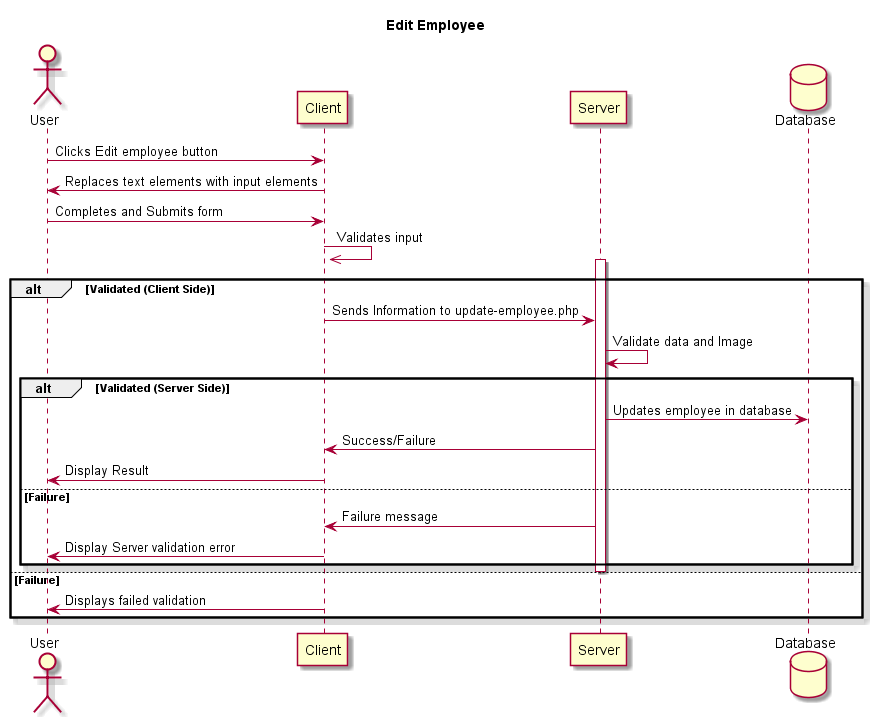 Edit Employee
User
Client
Server
Database
Clicks Edit employee button
Replaces text elements with input elements
Completes and Submits form
Validates input
alt [Validated (Client Side)]
Sends Information to update-employee.php
Validate data and Image
alt [Validated (Server Side)]
Updates employee in database
Success/Failure
Display Result
[Failure]
Failure message
Display Server validation error
[Failure]
Displays failed validation
User
Client
Server
Database